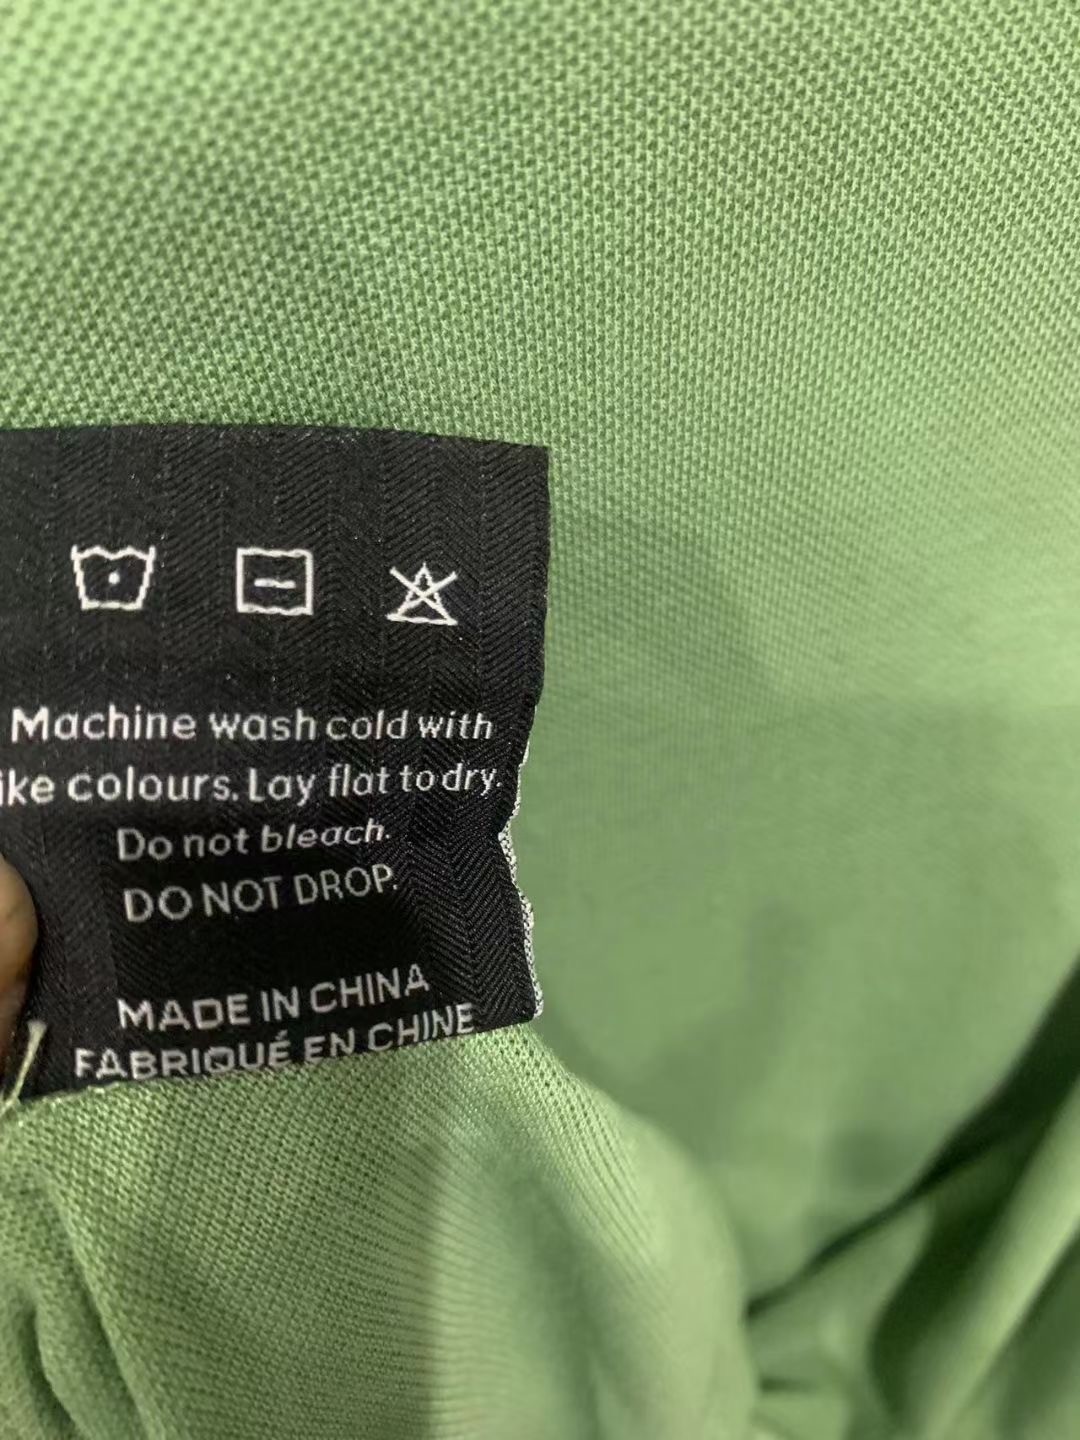 Machine wash cold with
ike colours. Lay flat to dry.
Do not bleach.
DO NOT DROP.
MADE IN CHINA
FABRIQUÉ EN CHINE